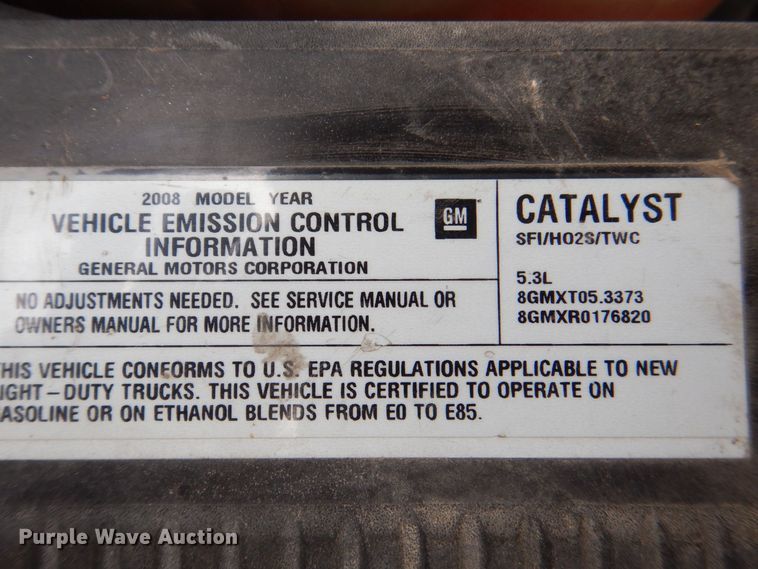 2008 MODEL YEAR
VEHICLE EMISSION CONTROL
INFORMATION
GENERAL MOTORS CORPORATION
GM
NO ADJUSTMENTS NEEDED. SEE SERVICE MANUAL OR
OWNERS MANUAL FOR MORE INFORMATION.
CATALYST
SFI/HO2S/TWC
5.3L
8GMXT05.3373
8GMXR0176820
THIS VEHICLE CONFORMS TO U.S. EPA REGULATIONS APPLICABLE TO NEW
IGHT-DUTY TRUCKS. THIS VEHICLE IS CERTIFIED TO OPERATE ON
ASOLINE OR ON ETHANOL BLENDS FROM E0 TO E85.
Purple Wave Auction